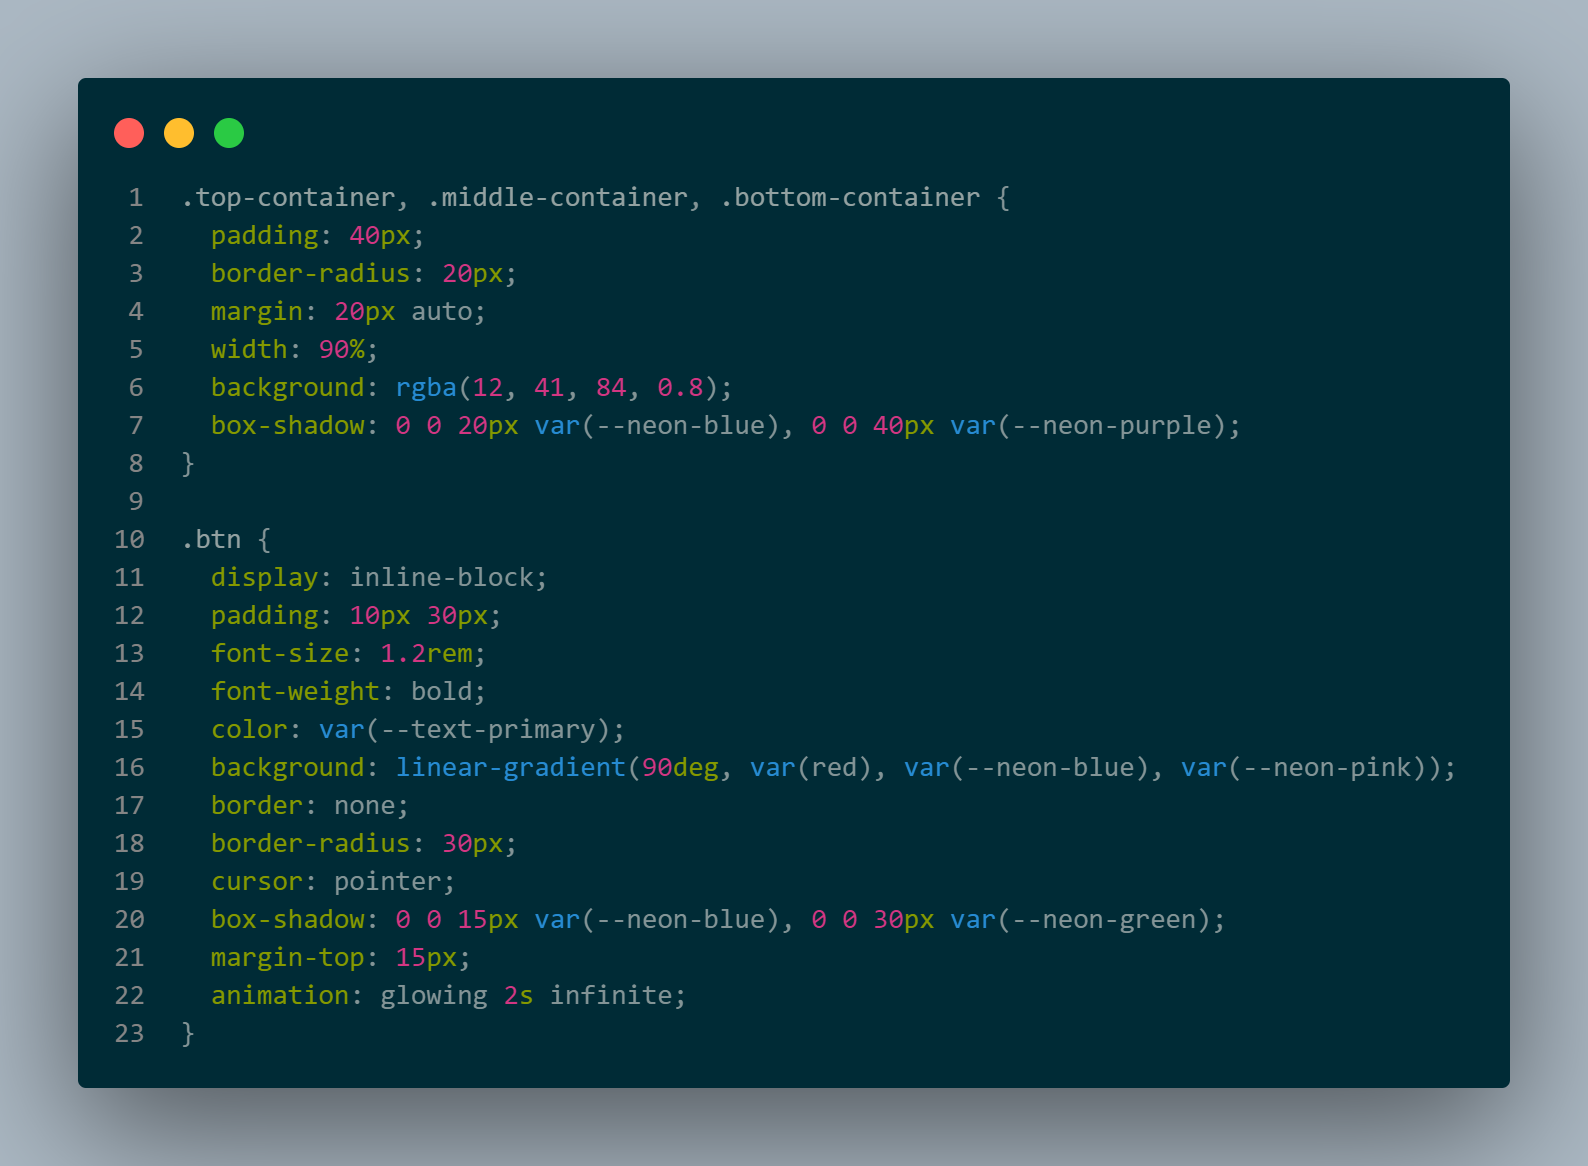 1 .top-container, .middle-container, .bottom-container {
2   padding: 40px;
3   border-radius: 20px;
4   margin: 20px auto;
5   width: 90%;
6   background: rgba(12, 41, 84, 0.8);
7   box-shadow: 0 0 20px var(--neon-blue), 0 0 40px var(--neon-purple);
8 }
9
10 .btn {
11   display: inline-block;
12   padding: 10px 30px;
13   font-size: 1.2rem;
14   font-weight: bold;
15   color: var(--text-primary);
16   background: linear-gradient(90deg, var(red), var(--neon-blue), var(--neon-pink));
17   border: none;
18   border-radius: 30px;
19   cursor: pointer;
20   box-shadow: 0 0 15px var(--neon-blue), 0 0 30px var(--neon-green);
21   margin-top: 15px;
22   animation: glowing 2s infinite;
23 }